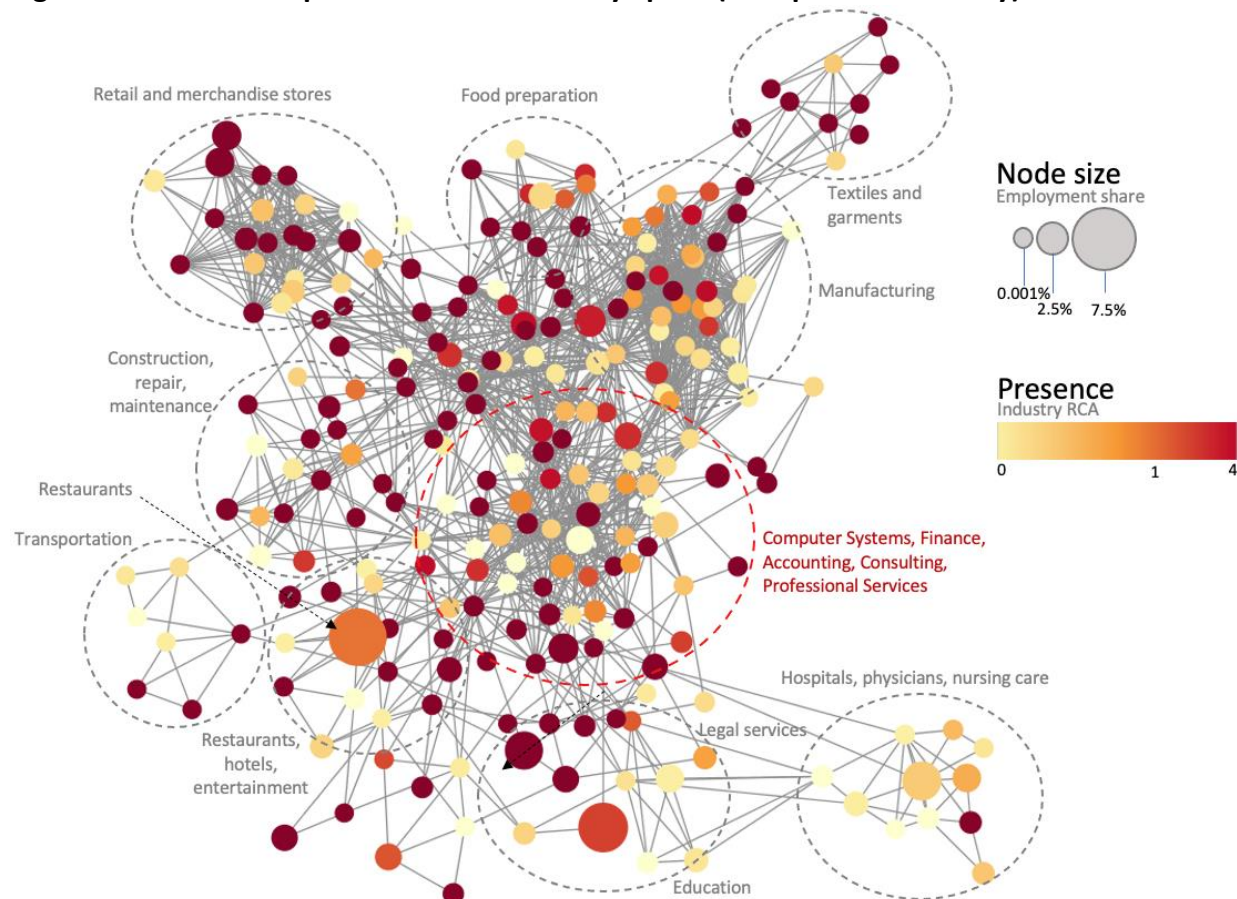 Retail and merchandise stores
Food preparation
Textiles and
garments
Node size
Employment share
0.001%
2.5%
7.5%
Manufacturing
Construction,
repair,
maintenance
Presence
Industry RCA
0
1
4
Restaurants
Transportation
Computer Systems, Finance,
Accounting, Consulting,
Professional Services
Hospitals, physicians, nursing care
Legal services
Restaurants,
hotels,
entertainment
Education